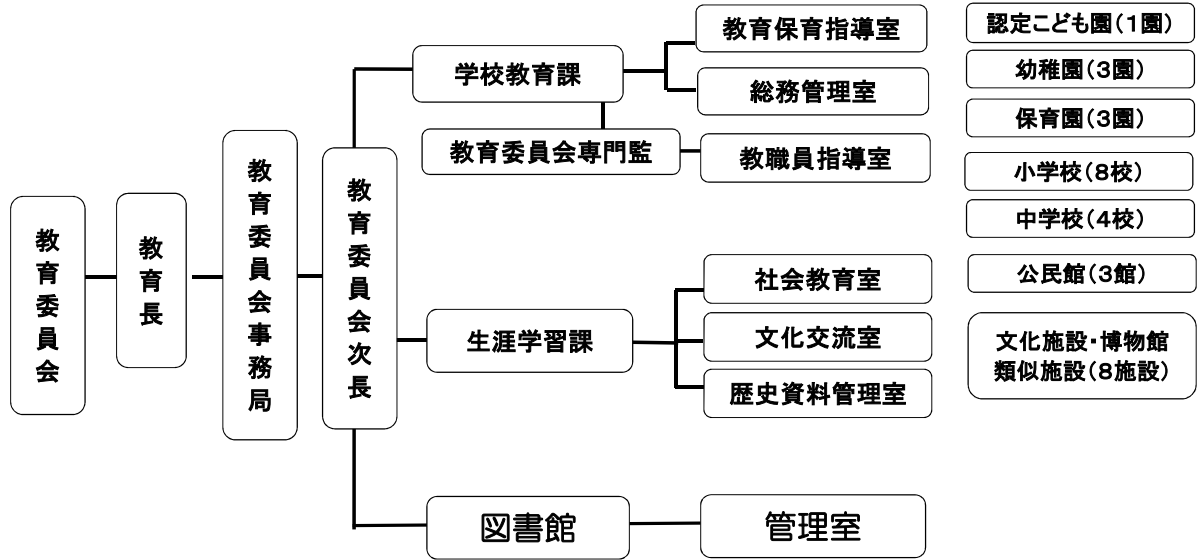 教育委員会
教育長
教育委員会事務局
教育委員会次長
学校教育課
教育保育指導室
総務管理室
教育委員会専門監
教職員指導室
生涯学習課
社会教育室
文化交流室
歴史資料管理室
図書館
管理室
認定こども園(1園)
幼稚園(3園)
保育園(3園)
小学校(8校)
中学校(4校)
公民館(3館)
文化施設・博物館
類似施設(8施設)